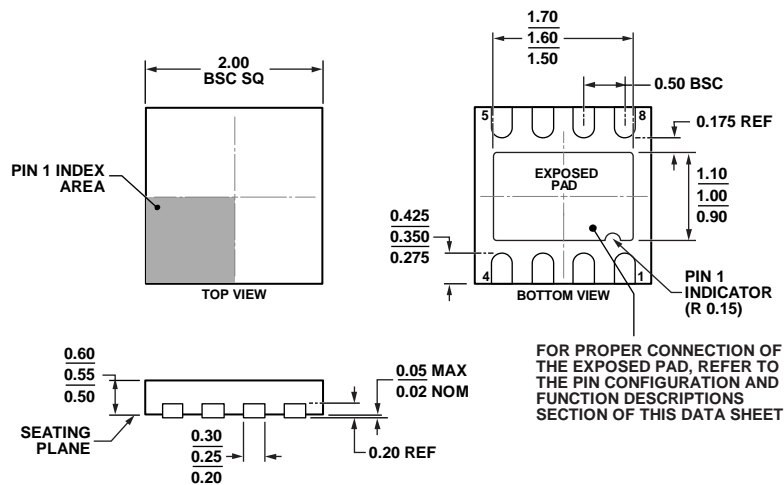 2.00
BSC SQ
PIN 1 INDEX
AREA
TOP VIEW
1.70
1.60
1.50
0.50 BSC
5
8
0.175 REF
EXPOSED
PAD
1.10
1.00
0.90
0.425
0.350
0.275
4
1
BOTTOM VIEW
PIN 1
INDICATOR
(R 0.15)
FOR PROPER CONNECTION OF
THE EXPOSED PAD, REFER TO
THE PIN CONFIGURATION AND
FUNCTION DESCRIPTIONS
SECTION OF THIS DATA SHEET
0.60
0.55
0.50
0.05 MAX
0.02 NOM
SEATING
PLANE
0.30
0.25
0.20
0.20 REF